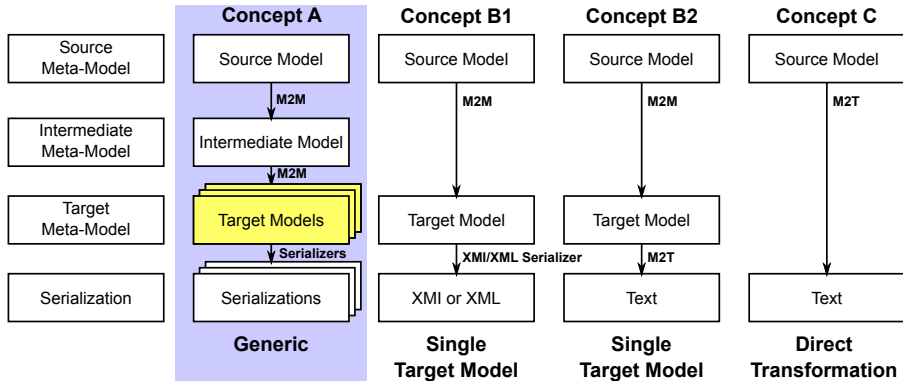 Concept A
Concept B1
Concept B2
Concept C
Source
Meta-Model
Source Model
Source Model
Source Model
Source Model
M2M
M2M
M2M
M2T
Intermediate
Meta-Model
Intermediate Model
M2M
Target
Meta-Model
Target Models
Target Model
Target Model
Serializers
XMI/XML Serializer
M2T
Serialization
Serializations
XMI or XML
Text
Text
Generic
Single
Target Model
Single
Target Model
Direct
Transformation